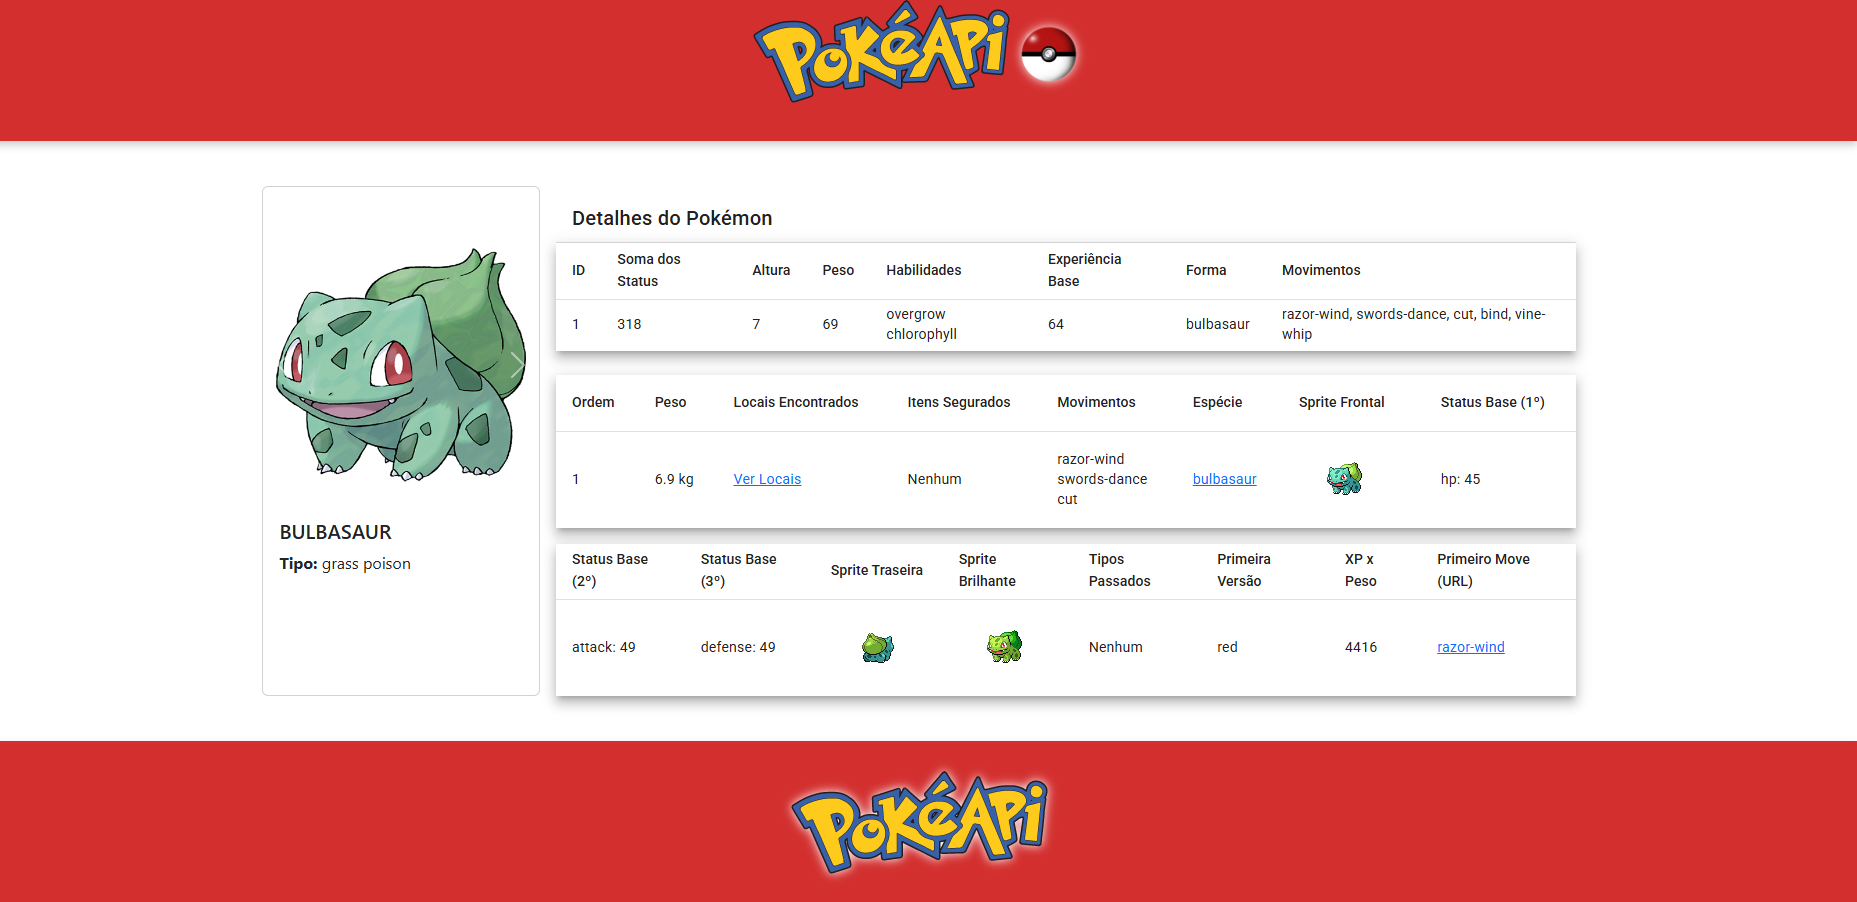 PokéApi
BULBASAUR
Tipo: grass poison
Detalhes do Pokémon
ID Soma dos Status Altura Peso Habilidades Experiência Base Forma Movimentos
1 318 7 69 overgrow chlorophyll 64 bulbasaur razor-wind, swords-dance, cut, bind, vine-whip
Ordem Peso Locais Encontrados Itens Segurados Movimentos Espécie Sprite Frontal Status Base (1º)
1 6.9 kg Ver Locais Nenhum razor-wind swords-dance cut bulbasaur hp: 45
Status Base (2º) Status Base (3º) Sprite Traseira Sprite Brilhante Tipos Passados Primeira Versão XP x Peso Primeiro Move (URL)
attack: 49 defense: 49 Nenhum red 4416 razor-wind
PokéApi